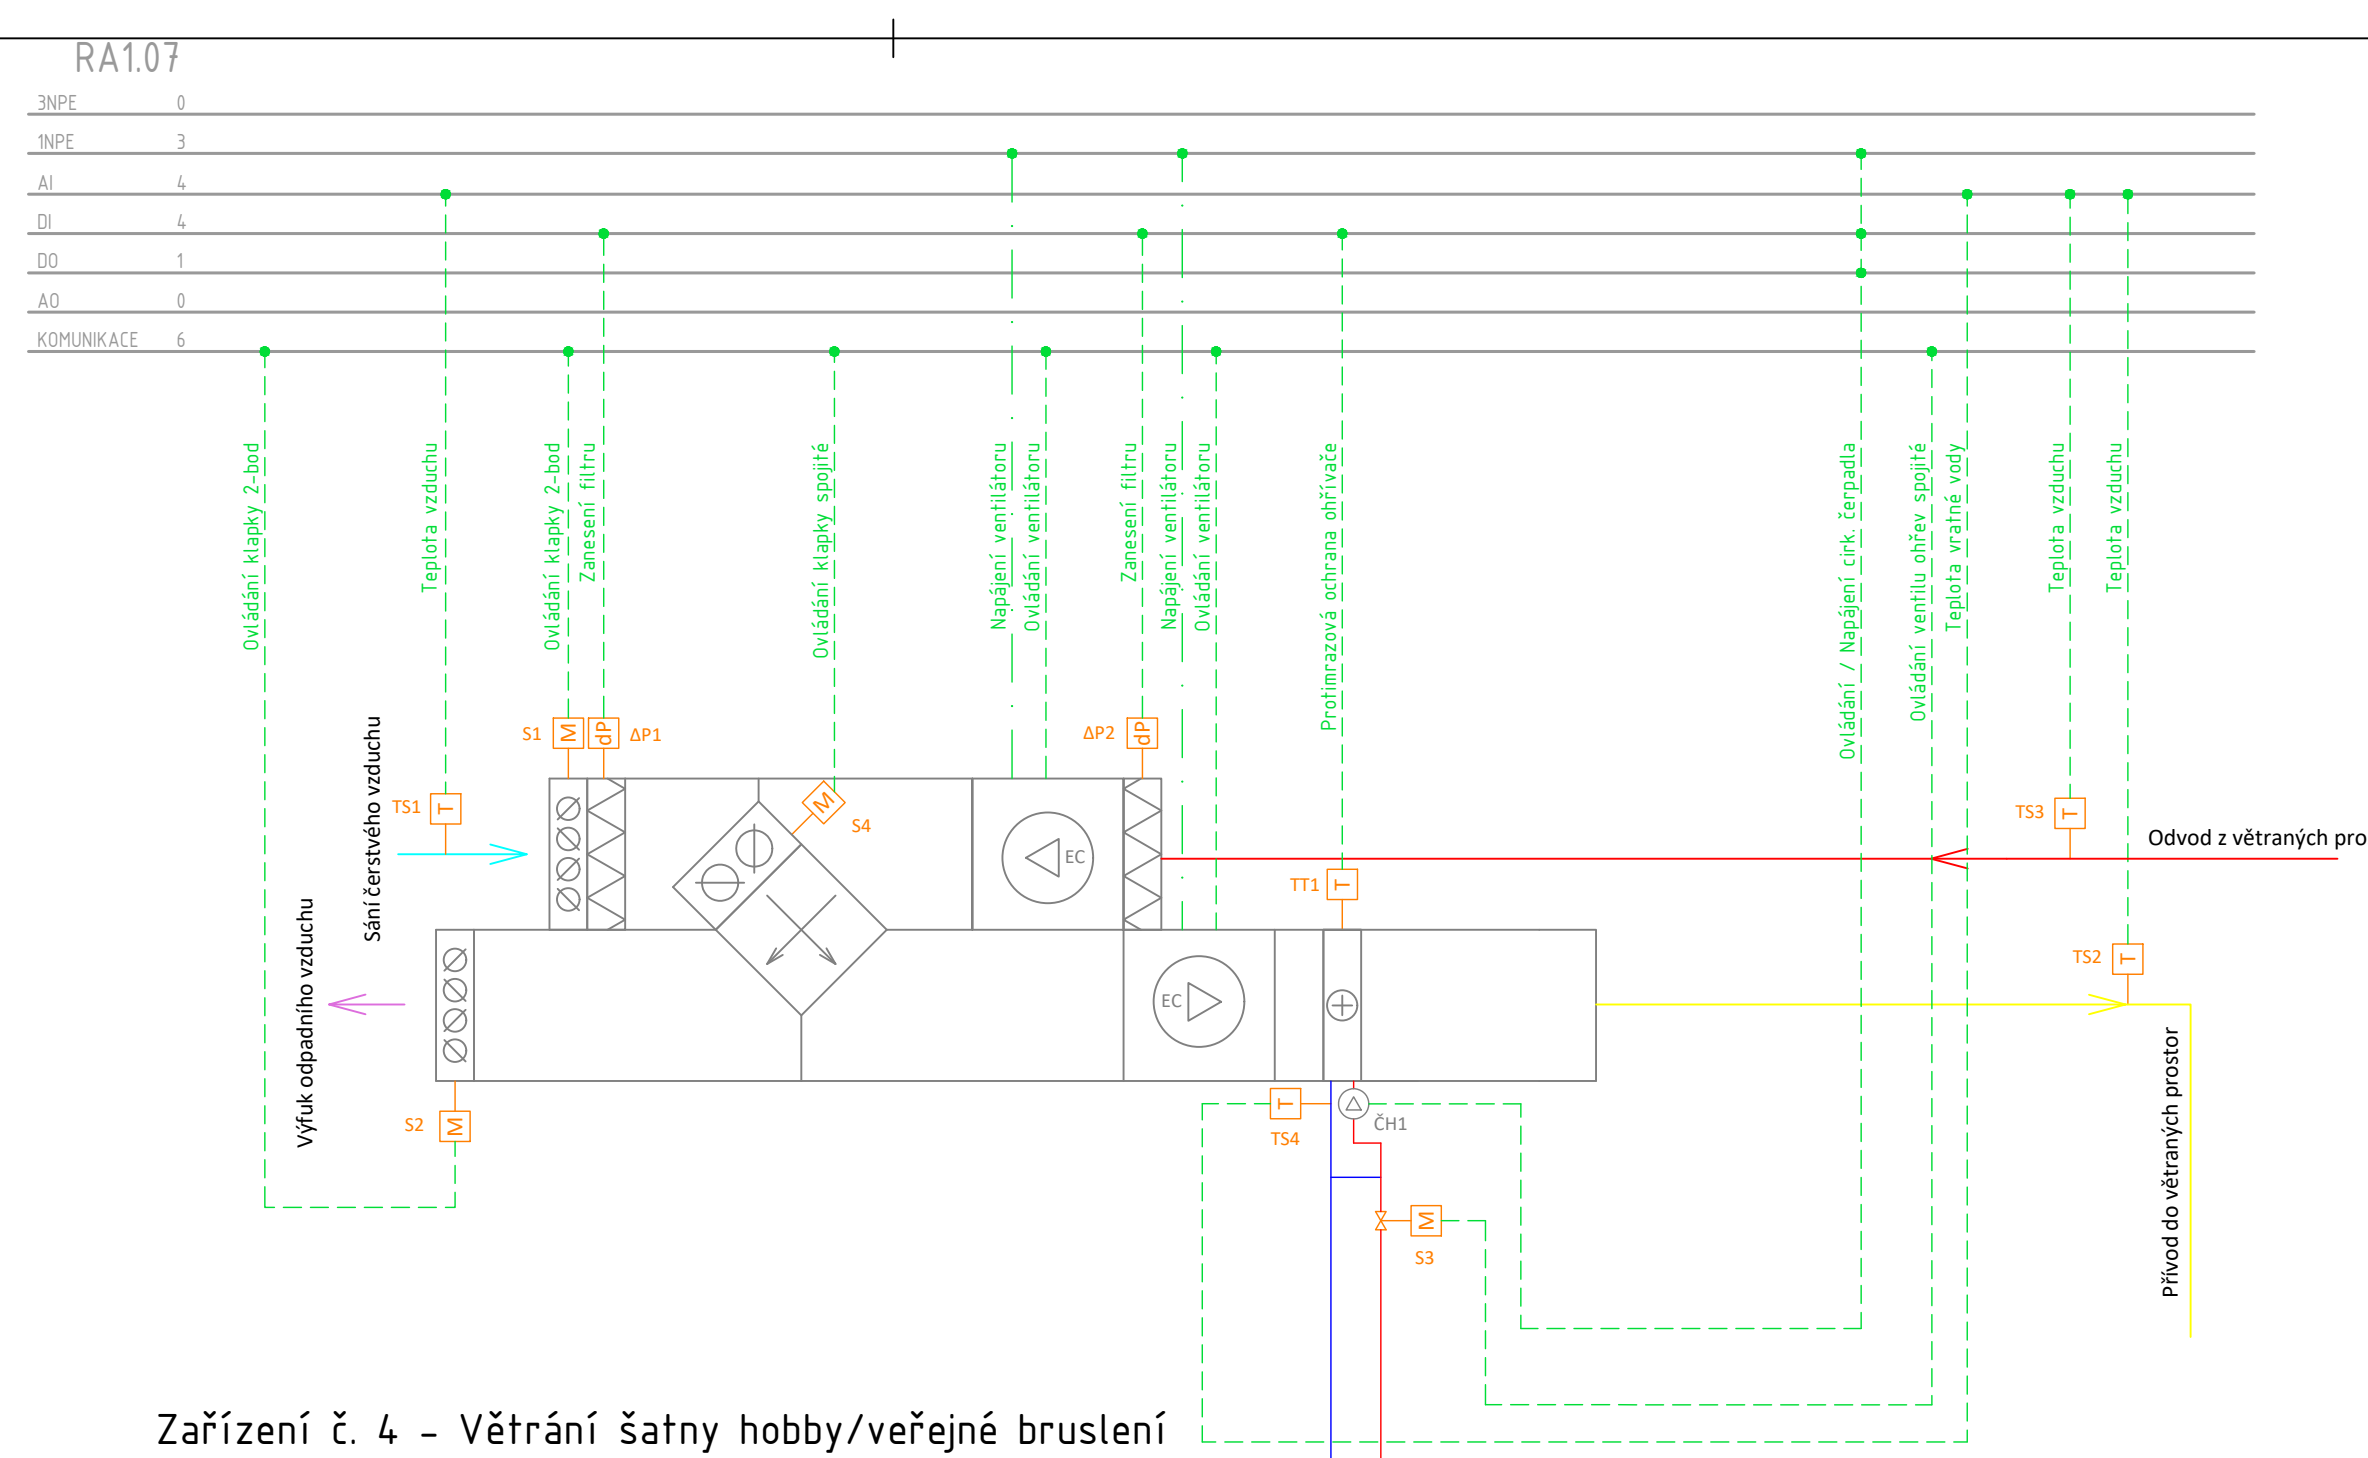 RA1.07
3NPE 0
1NPE 3
AI 4
DI 4
DO 1
AO 0
KOMUNIKACE 6
Ovládání klapky 2-bod
Teplota vzduchu
Ovládání klapky 2-bod
Zanesení filtru
Ovládání klapky spojité
Napájení ventilátoru
Ovládání ventilátoru
Zanesení filtru
Napájení ventilátoru
Ovládání ventilátoru
Protimrazová ochrana ohřívače
Ovládání / Napájení cirk. čerpadla
Ovládání ventilu ohřev spojité
Teplota vratné vody
Teplota vzduchu
Teplota vzduchu
Sání čerstvého vzduchu
Výfuk odpadního vzduchu
S1 M dP ΔP1
ΔP2 dP
TS1 T
M S4
EC
TS3 T
Odvod z větraných pro
TT1 T
TS2 T
EC
S2 M
T TS4
ČH1
M S3
Přívod do větraných prostor
Zařízení č. 4 - Větrání šatny hobby/veřejné bruslení